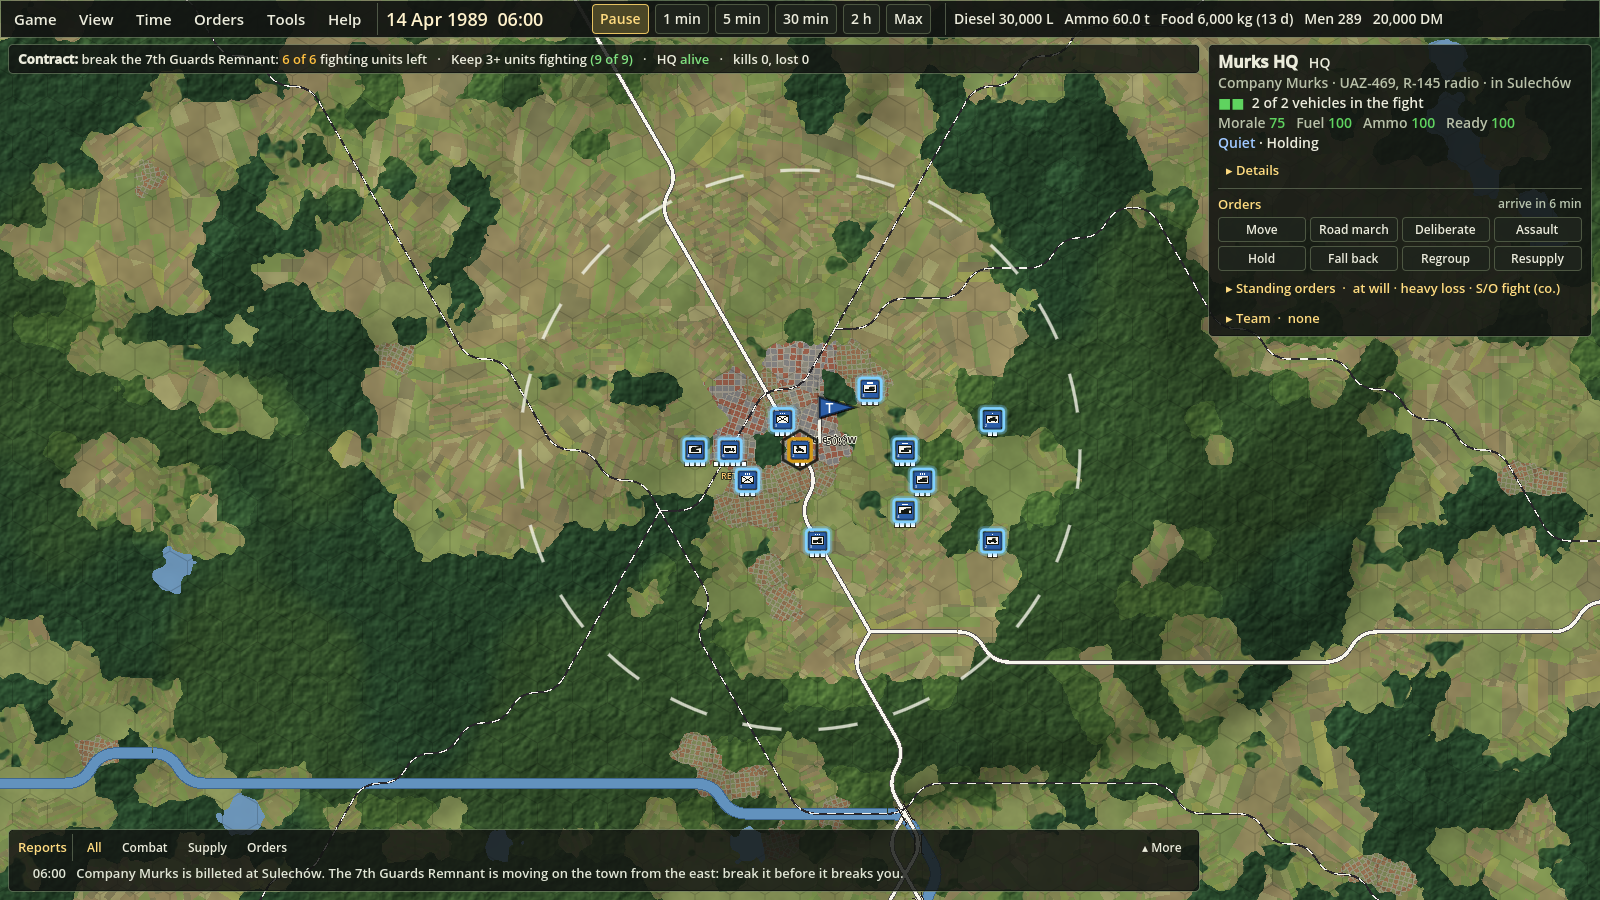 Game View Time Orders Tools Help 14 Apr 1989 06:00 Pause 1 min 5 min 30 min 2 h Max Diesel 30,000 L Ammo 60.0 t Food 6,000 kg (13 d) Men 289 20,000 DM
Contract: break the 7th Guards Remnant: 6 of 6 fighting units left · Keep 3+ units fighting (9 of 9) · HQ alive · kills 0, lost 0
Murks HQ HQ
Company Murks · UAZ-469, R-145 radio · in Sulechów
2 of 2 vehicles in the fight
Morale 75 Fuel 100 Ammo 100 Ready 100
Quiet · Holding
▸ Details
Orders arrive in 6 min
Move Road march Deliberate Assault
Hold Fall back Regroup Resupply
▸ Standing orders · at will · heavy loss · S/O fight (co.)
▸ Team · none
T
Reports All Combat Supply Orders ▴ More
06:00 Company Murks is billeted at Sulechów. The 7th Guards Remnant is moving on the town from the east: break it before it breaks you.